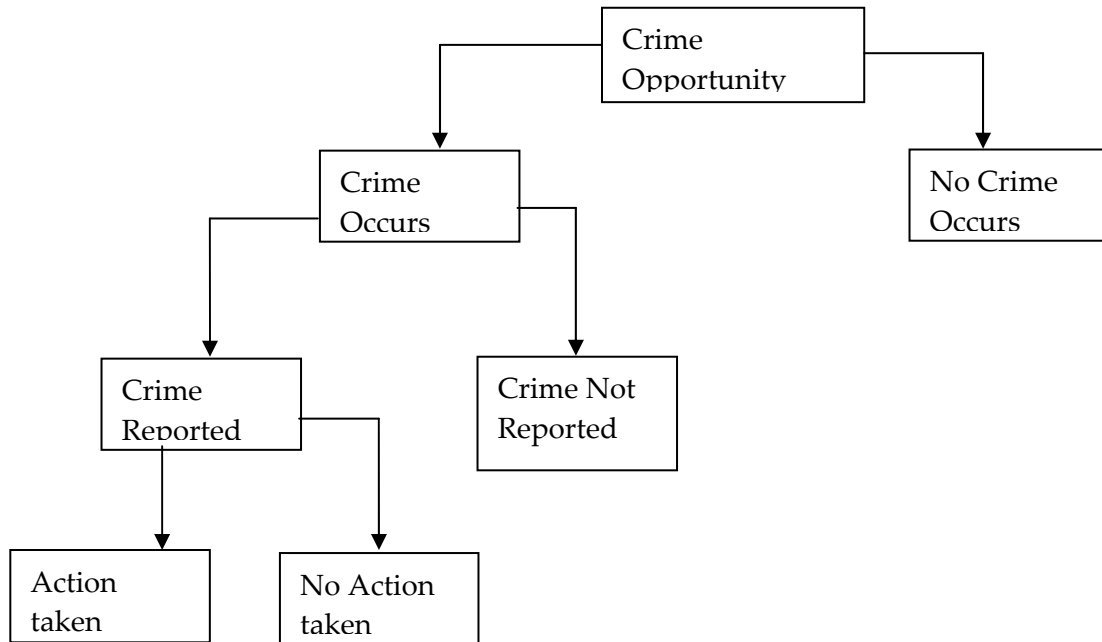 Crime
Opportunity
Crime
Occurs
No Crime
Occurs
Crime
Reported
Crime Not
Reported
Action
taken
No Action
taken